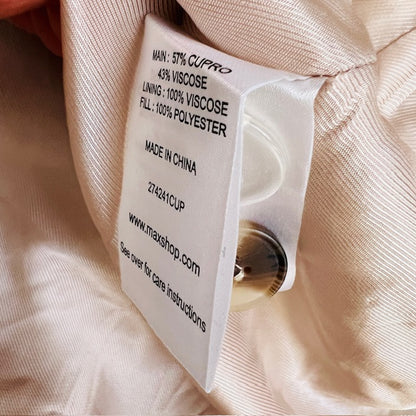 MAIN : 57% CUPRO
43% VISCOSE
LINING : 100% VISCOSE
FILL : 100% POLYESTER
MADE IN CHINA
274241CUP
www.maxshop.com
See over for care instructions